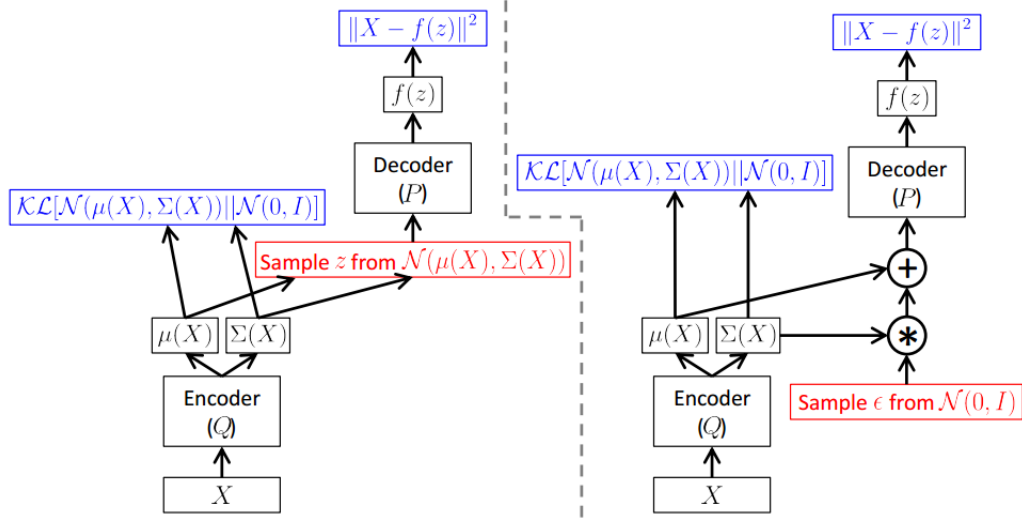 ‖X − f(z)‖²
f(z)
Decoder
(P)
𝒦ℒ[𝒩(μ(X), Σ(X))||𝒩(0, I)]
Sample z from 𝒩(μ(X), Σ(X))
μ(X)
Σ(X)
Encoder
(Q)
X
‖X − f(z)‖²
f(z)
Decoder
(P)
𝒦ℒ[𝒩(μ(X), Σ(X))||𝒩(0, I)]
+
μ(X)
Σ(X)
*
Sample ϵ from 𝒩(0, I)
Encoder
(Q)
X